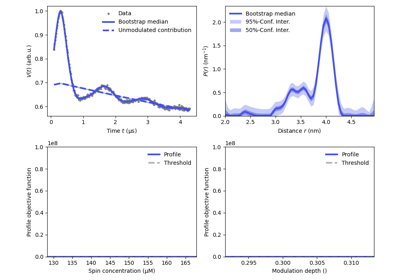 1.0
0.9
0.8
0.7
0.6
V(t) (arb.u.)
Data
Bootstrap median
Unmodulated contribution
0 1 2 3 4
Time t (μs)
2.0
1.5
1.0
0.5
0.0
P(r) (nm⁻¹)
Bootstrap median
95%-Conf. Inter.
50%-Conf. Inter.
2.0 2.5 3.0 3.5 4.0 4.5
Distance r (nm)
1e8
1.0
0.8
0.6
0.4
0.2
0.0
Profile objective function
Profile
Threshold
130 135 140 145 150 155 160 165
Spin concentration (μM)
1e8
1.0
0.8
0.6
0.4
0.2
0.0
Profile objective function
Profile
Threshold
0.295 0.300 0.305 0.310
Modulation depth ()